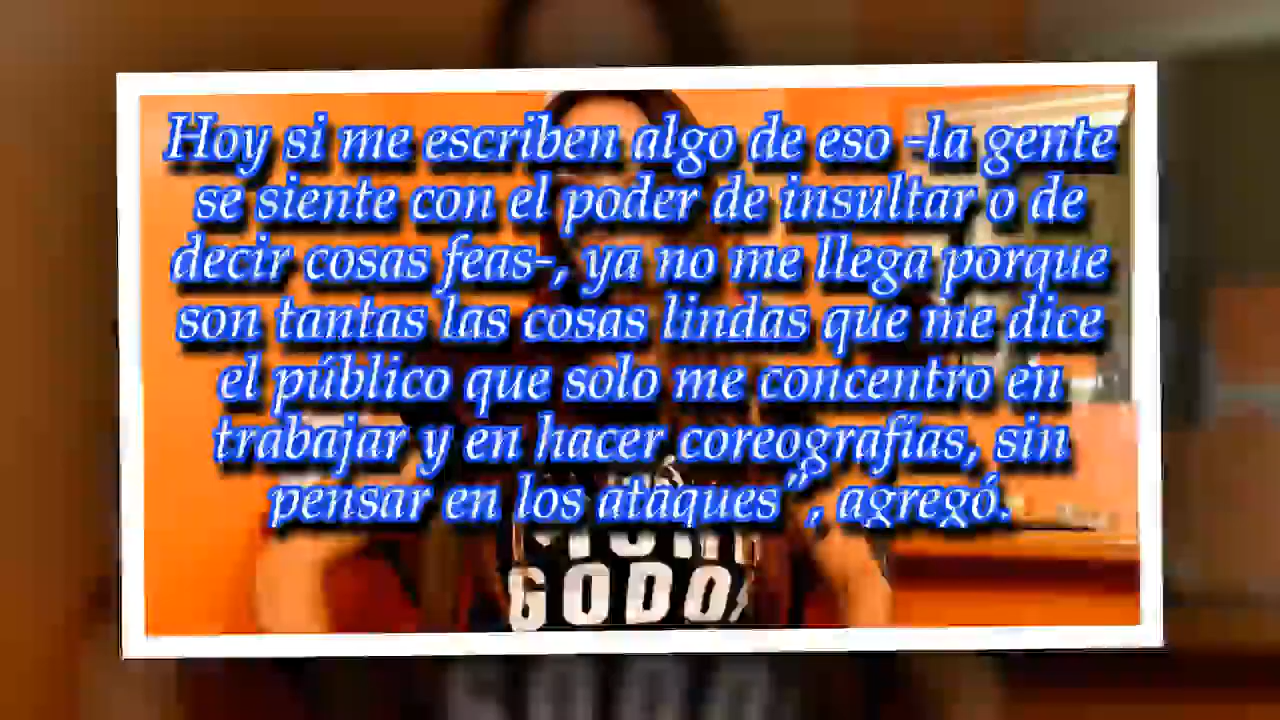 Hoy si me escriben algo de eso -la gente
se siente con el poder de insultar o de
decir cosas feas-, ya no me llega porque
son tantas las cosas lindas que me dice
el público que solo me concentro en
trabajar y en hacer coreografías, sin
pensar en los ataques”, agregó.
GODO